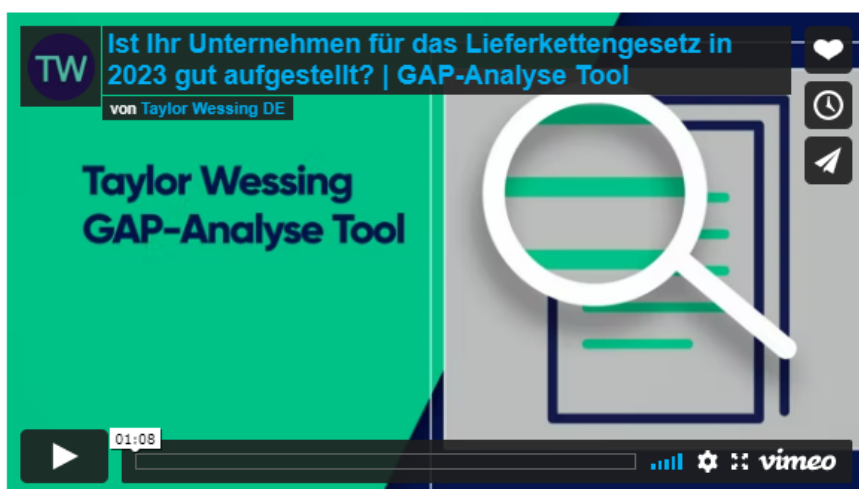 TW
Ist Ihr Unternehmen für das Lieferkettengesetz in
2023 gut aufgestellt? | GAP-Analyse Tool
von Taylor Wessing DE
Taylor Wessing
GAP-Analyse Tool
01:08
vimeo